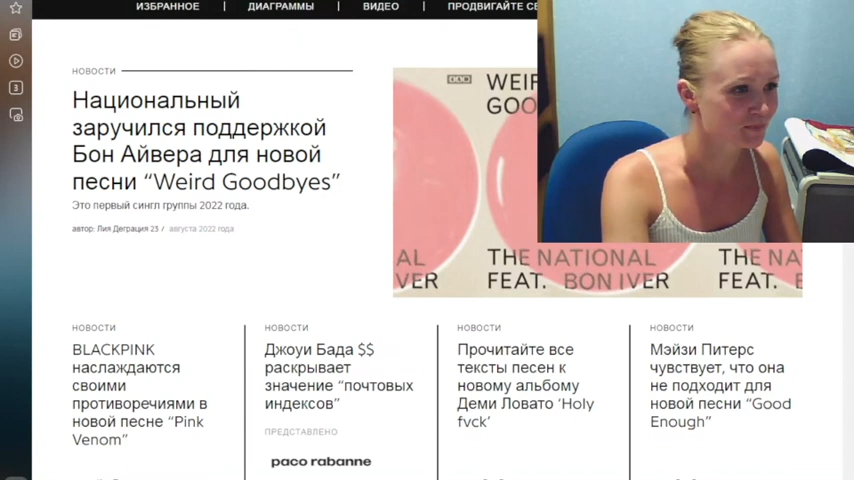 ИЗБРАННОЕ | ДИАГРАММЫ | ВИДЕО | ПРОДВИГАЙТЕ
НОВОСТИ
Национальный
заручился поддержкой
Бон Айвера для новой
песни “Weird Goodbyes”
Это первый сингл группы 2022 года.
автор: Лия Деграция 23 / августа 2022 года
WEIR
GOO
AL
VER
THE NATIONAL
FEAT. BON IVER
THE NA
FEAT. B
НОВОСТИ
BLACKPINK
наслаждаются
своими
противоречиями в
новой песне “Pink
Venom”
НОВОСТИ
Джоуи Бада $$
раскрывает
значение “почтовых
индексов”
ПРЕДСТАВЛЕНО
paco rabanne
НОВОСТИ
Прочитайте все
тексты песен к
новому альбому
Деми Ловато ‘Holy
fvck’
НОВОСТИ
Мэйзи Питерс
чувствует, что она
не подходит для
новой песни “Good
Enough”
3